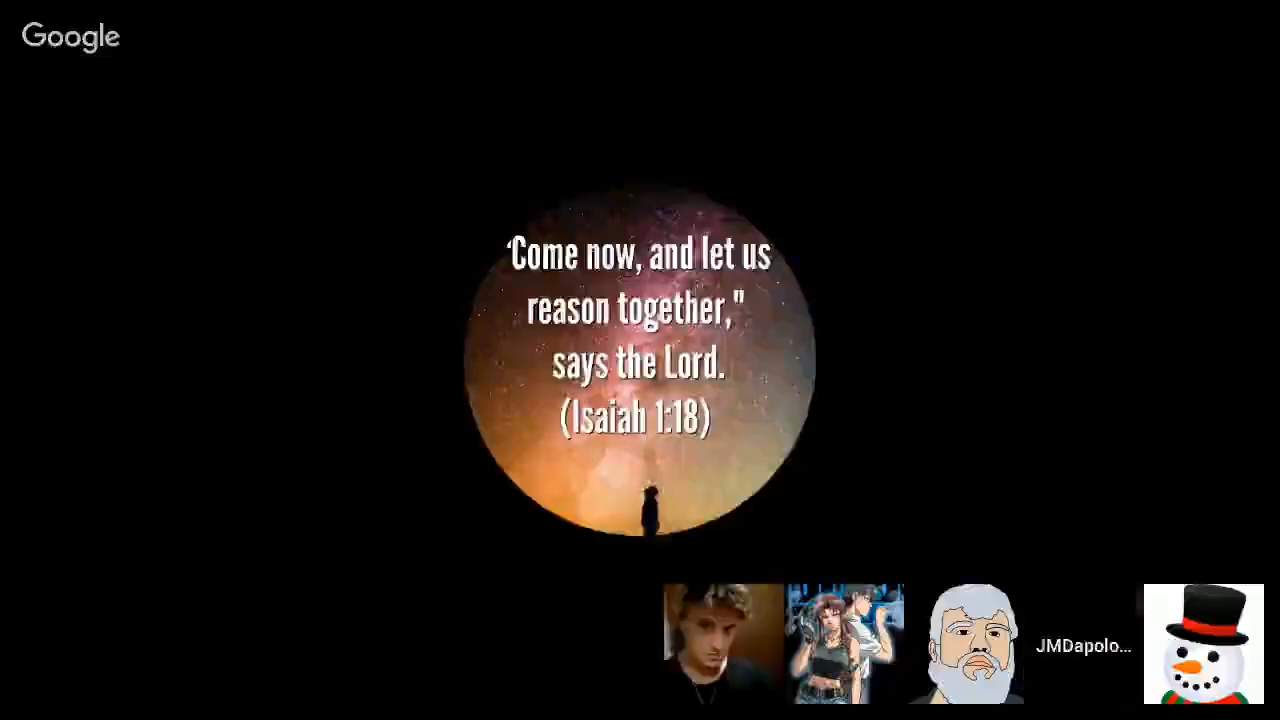 Google
“Come now, and let us
reason together,"
says the Lord.
(Isaiah 1:18)
JMDapolo...